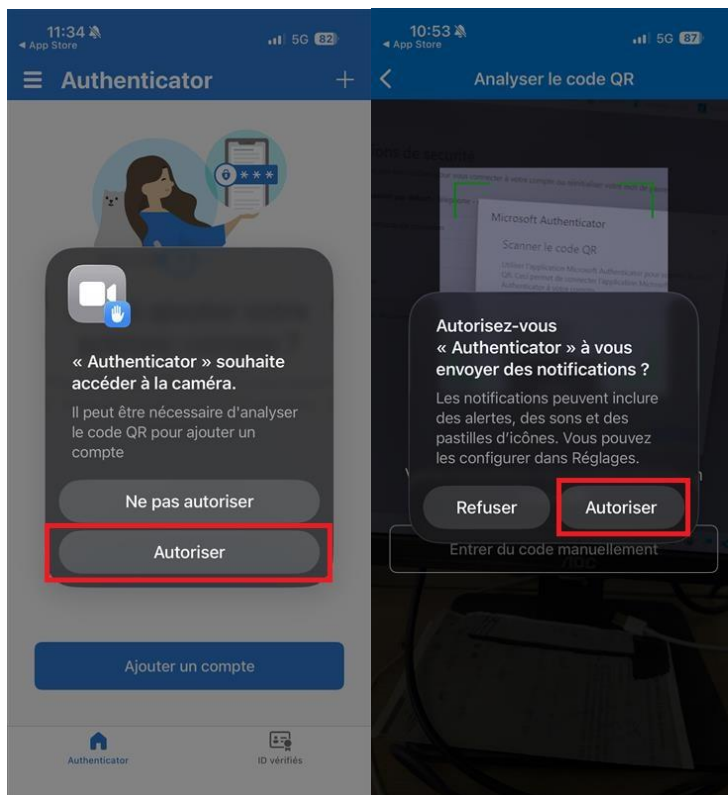 11:34
App Store
5G 82
Authenticator
« Authenticator » souhaite
accéder à la caméra.
Il peut être nécessaire d'analyser
le code QR pour ajouter un
compte
Ne pas autoriser
Autoriser
Ajouter un compte
Authenticator
ID vérifiés
10:53
App Store
5G 87
Analyser le code QR
Microsoft Authenticator
Scanner le code QR
Autorisez-vous
« Authenticator » à vous
envoyer des notifications ?
Les notifications peuvent inclure
des alertes, des sons et des
pastilles d'icônes. Vous pouvez
les configurer dans Réglages.
Refuser
Autoriser
Entrer du code manuellement